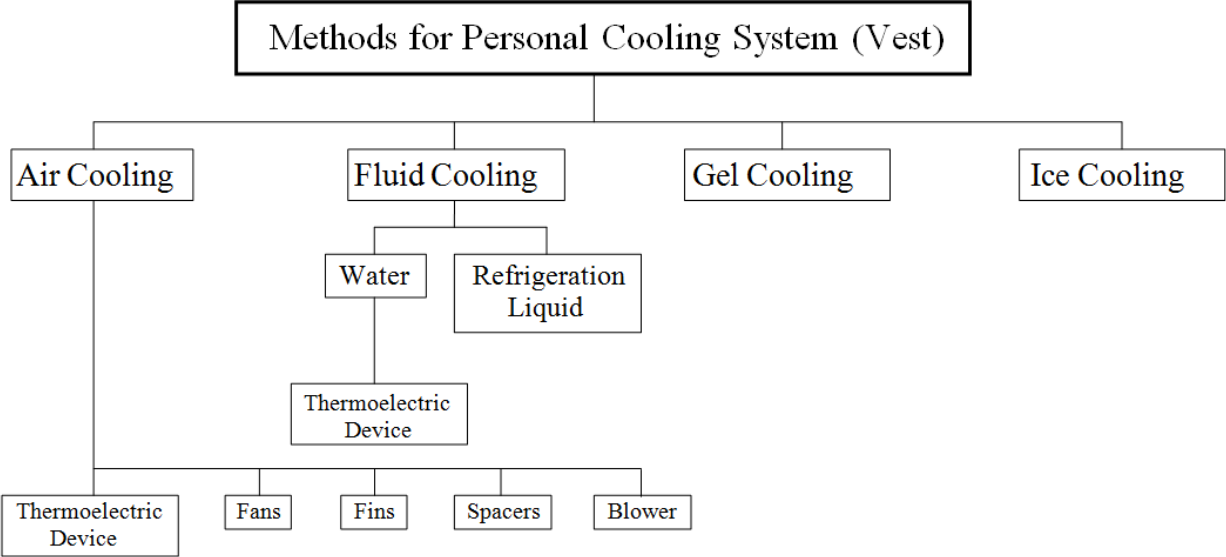 Methods for Personal Cooling System (Vest)
Air Cooling
Fluid Cooling
Gel Cooling
Ice Cooling
Water
Refrigeration
Liquid
Thermoelectric
Device
Thermoelectric
Device
Fans
Fins
Spacers
Blower